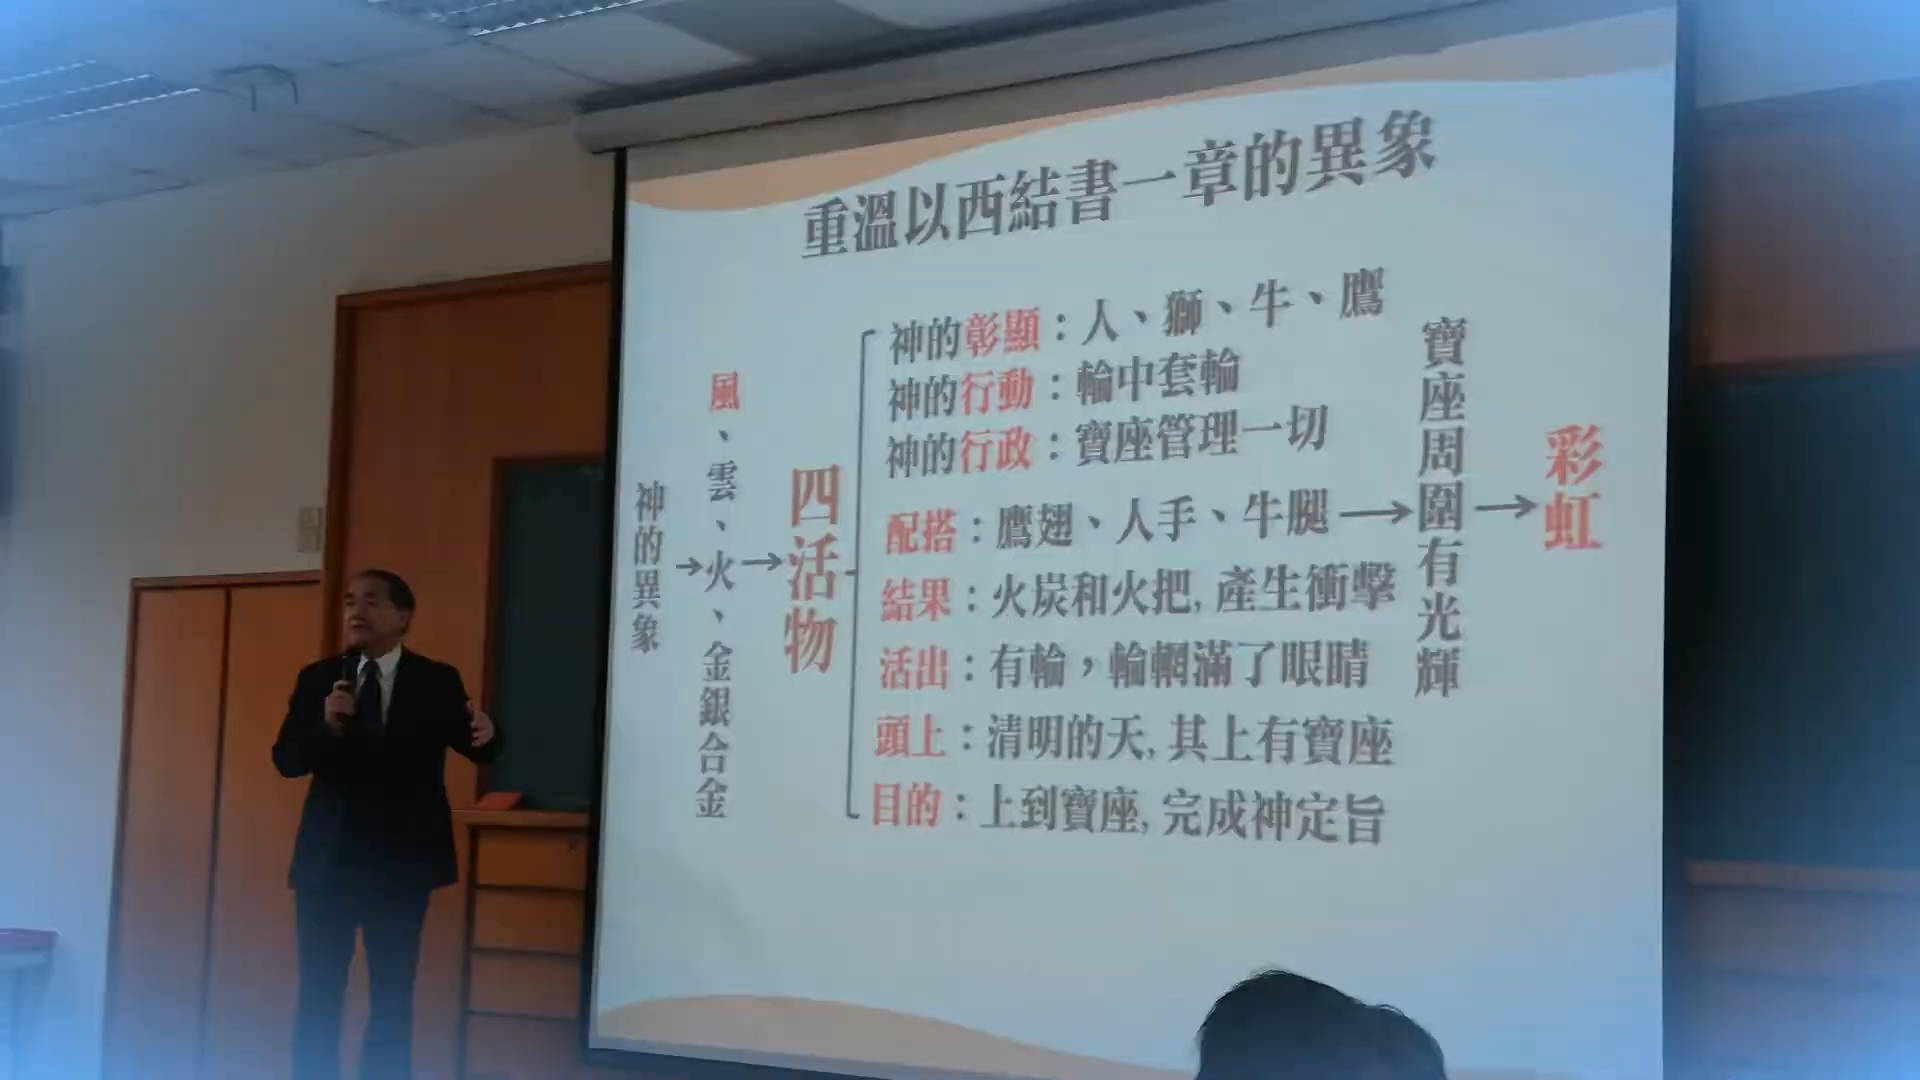 重溫以西結書一章的異象
神的異象
→風、雲、火、金銀合金
→四活物
神的彰顯：人、獅、牛、鷹
神的行動：輪中套輪
神的行政：寶座管理一切
配搭：鷹翅、人手、牛腿
結果：火炭和火把, 產生衝擊
活出：有輪，輪輞滿了眼睛
頭上：清明的天, 其上有寶座
目的：上到寶座, 完成神定旨
→寶座周圍有光輝
→彩虹